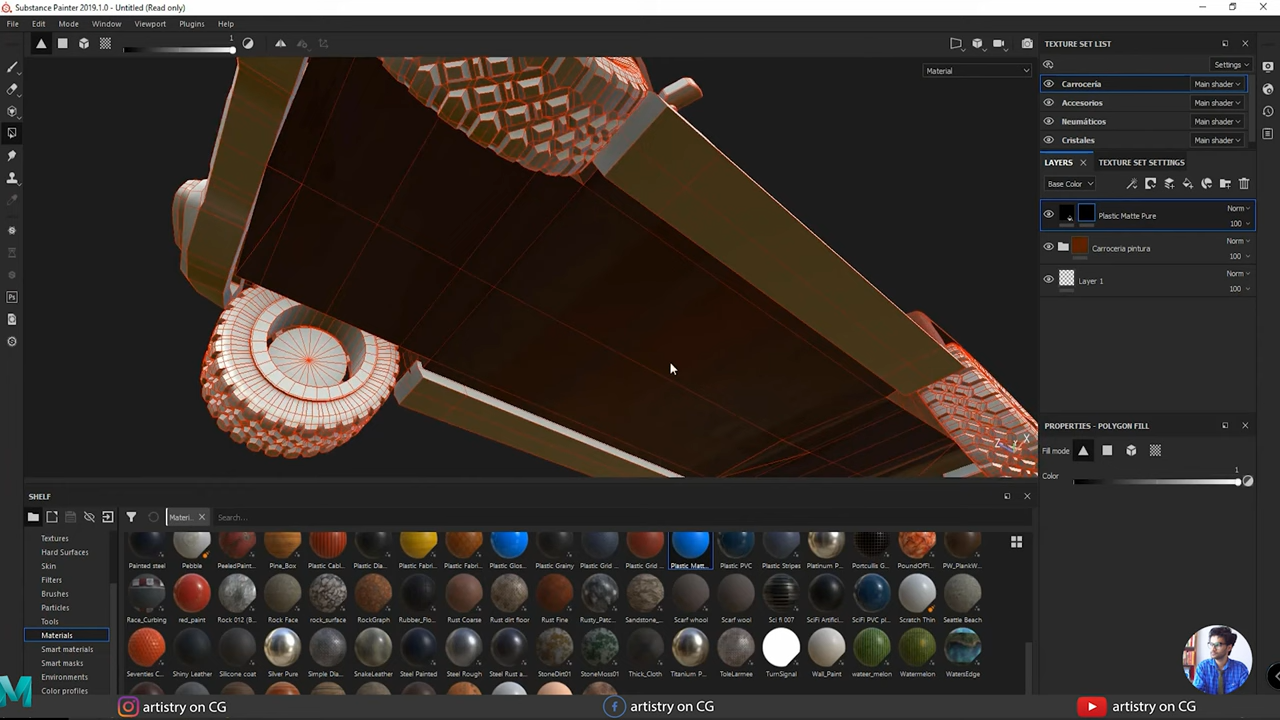 Substance Painter 2019.1.0 - Untitled (Read only)
File Edit Mode Window Viewport Plugins Help
1
Material
TEXTURE SET LIST
Settings
Carrocería Main shader
Accesorios Main shader
Neumáticos Main shader
Cristales Main shader
LAYERS TEXTURE SET SETTINGS
Base Color
Plastic Matte Pure Norm 100
Carroceria pintura Norm 100
Layer 1 Norm 100
PROPERTIES - POLYGON FILL
Fill mode
Color 1
Z Y X
SHELF
Materi... Search...
Textures
Hard Surfaces
Skin
Filters
Brushes
Particles
Tools
Materials
Smart materials
Smart masks
Environments
Color profiles
Painted steel Pebble PeeledPaint... Pine_Box Plastic Cabl... Plastic Dia... Plastic Fabri... Plastic Fabri... Plastic Glos... Plastic Grainy Plastic Grid ... Plastic Grid ... Plastic Matt... Plastic PVC Plastic Stripes Platinum P... Portculls G... PoundOfFl... PW_PlankW...
Race_Curbing red_paint Rock 012 (B... Rock Face rock_surface RockGraph Rubber_Flo... Rust Coarse Rust dirt floor Rust Fine Rusty_Patc... Sandstone_... Scarf whool Scarf wool Sci fi 007 SciFi Artifici... SciFi PVC pl... Scratch Thin Seattle Beach
Seventies C... Shiny Leather Silicone coat Silver Pure Simple Dia... SnakeLeather Steel Painted Steel Rough Steel Rust a... StoneDirt01 StoneMoss01 Thick_Cloth Titanium P... ToleLarmee TurnSignal Wall_Paint wateer_melon Watermelon WatersEdge
artistry on CG
artistry on CG
artistry on CG